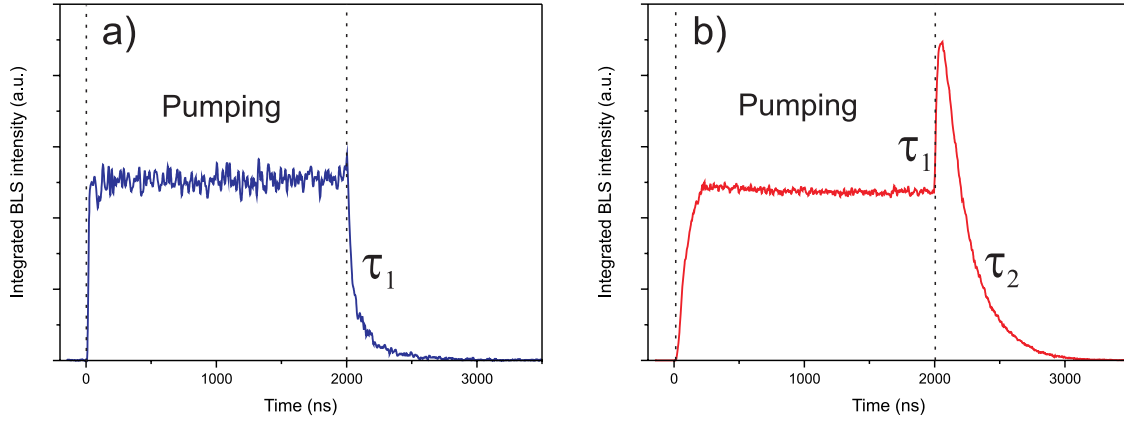 a)
Pumping
τ1
Integrated BLS intensity (a.u.)
0
1000
2000
3000
Time (ns)
b)
Pumping
τ1
τ2
Integrated BLS intensity (a.u.)
0
1000
2000
3000
Time (ns)